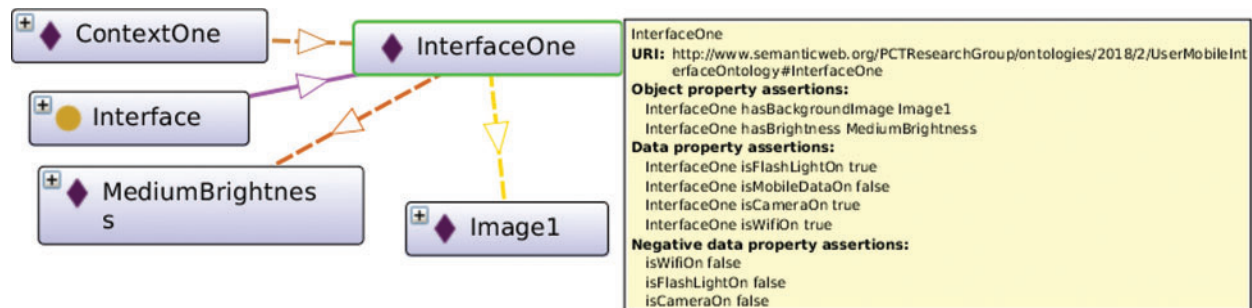 ContextOne
InterfaceOne
Interface
MediumBrightnes
s
Image1
InterfaceOne
URI: http://www.semanticweb.org/PCTResearchGroup/ontologies/2018/2/UserMobileInt
erfaceOntology#InterfaceOne
Object property assertions:
InterfaceOne hasBackgroundImage Image1
InterfaceOne hasBrightness MediumBrightness
Data property assertions:
InterfaceOne isFlashLightOn true
InterfaceOne isMobileDataOn false
InterfaceOne isCameraOn true
InterfaceOne isWifiOn true
Negative data property assertions:
isWifiOn false
isFlashLightOn false
isCameraOn false